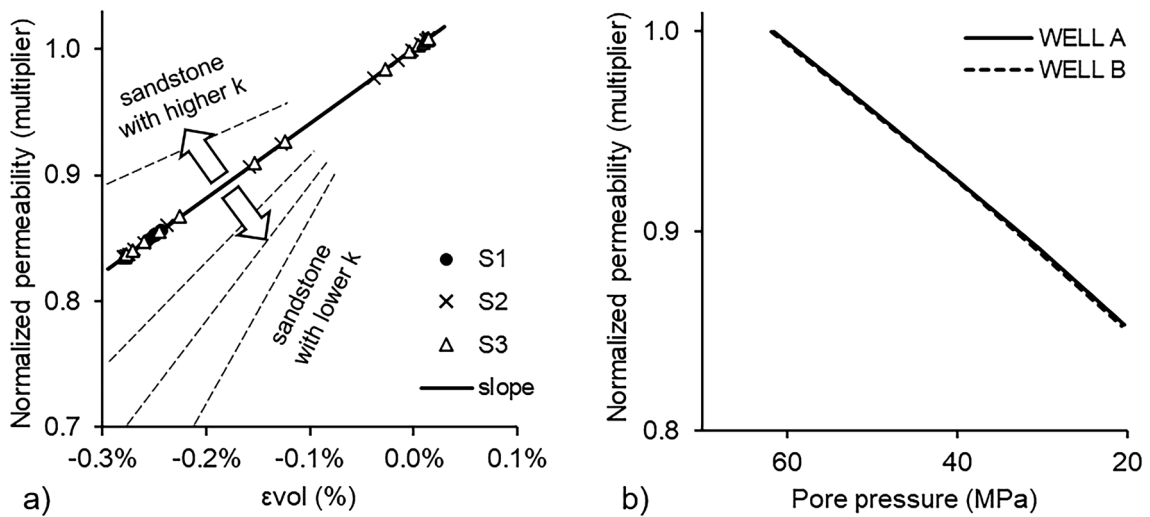 Normalized permeability (multiplier)
1.0
0.9
0.8
0.7
-0.3%
-0.2%
-0.1%
0.0%
0.1%
εvol (%)
sandstone
with higher k
sandstone
with lower k
S1
S2
S3
slope
a)
Normalized permeability (multiplier)
1.0
0.9
0.8
60
40
20
Pore pressure (MPa)
WELL A
WELL B
b)